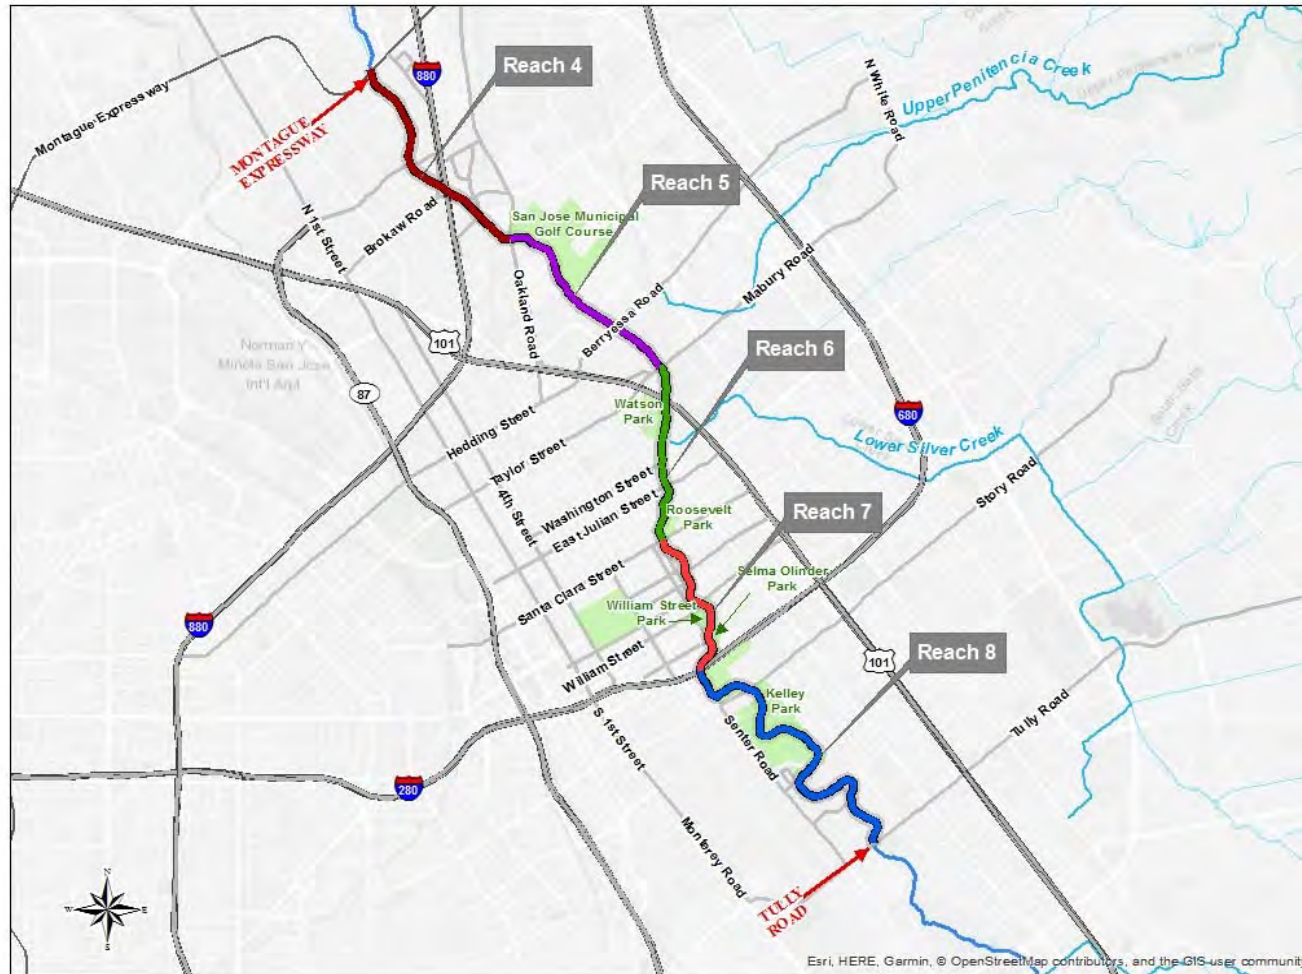 Reach 4
880
Montague Expressway
MONTAGUE
EXPRESSWAY
N White Road
Upper Penitencia Creek
Upper Penitencia Creek
Reach 5
San Jose Municipal
Golf Course
N 1st Street
Brokaw Road
Oakland Road
Berryessa Road
Mabury Road
101
Norman Y
Mineta San Jose
Int'l Arpt
87
Reach 6
Watson
Park
680
Hedding Street
Taylor Street
4th Street
Lower Silver Creek
Washington Street
East Julian Street
Story Road
Roosevelt
Park
Reach 7
Selma Olinder
Park
Santa Clara Street
William Street
Park
880
William Street
101
Reach 8
Kelley
Park
S 1st Street
Senter Road
Tully Road
280
Monterey Road
TULLY
ROAD
N
W
E
S
Esri, HERE, Garmin, © OpenStreetMap contributors, and the GIS user community